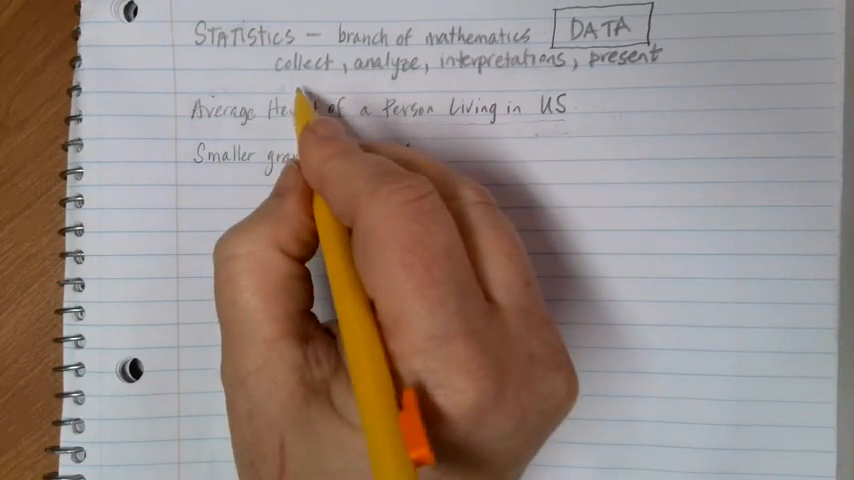 STATISTICS — branch of mathematics DATA
collect, analyze, interpretations, present
Average of a Person Living in US
Smaller